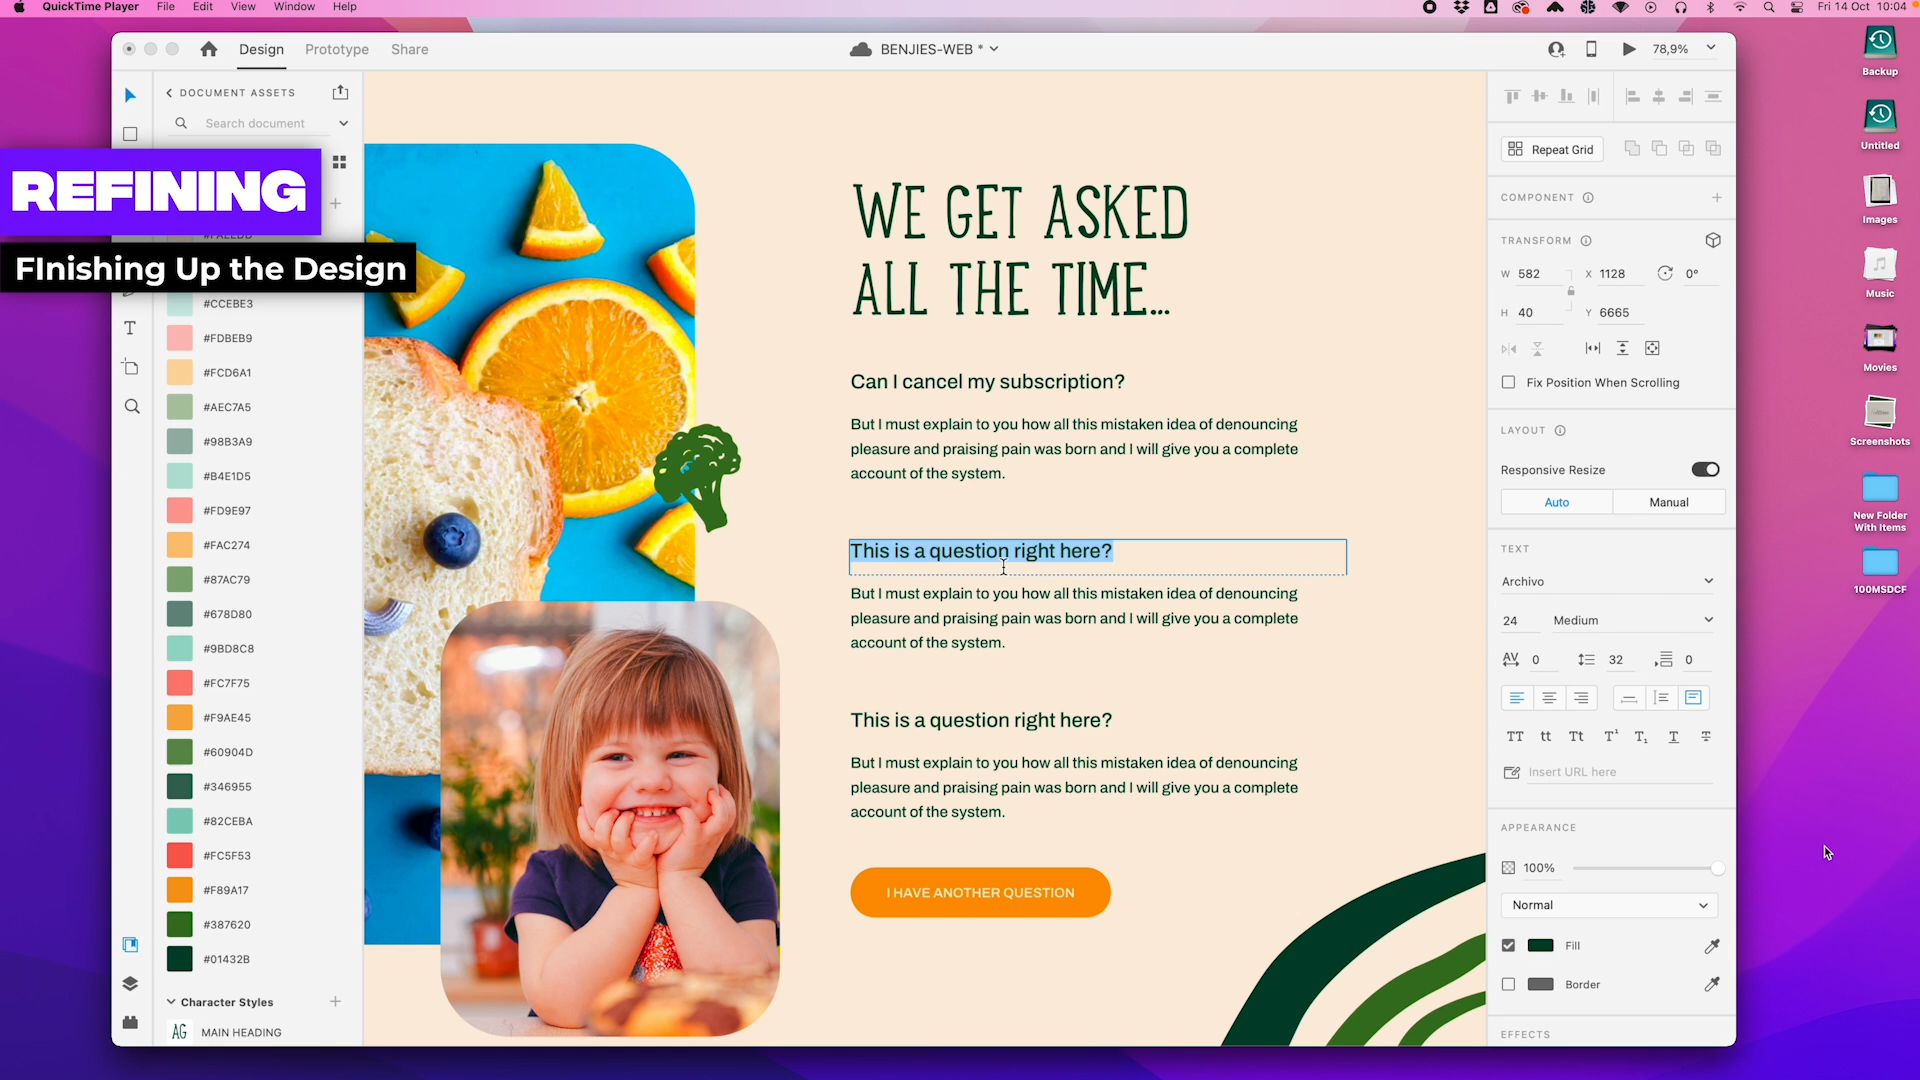 QuickTime Player File Edit View Window Help
Fri 14 Oct 10:04
Design Prototype Share
BENJIES-WEB *
78,9%
DOCUMENT ASSETS
Search document
REFINING
FInishing Up the Design
#CCEBE3
#FDBEB9
#FCD6A1
#AEC7A5
#98B3A9
#B4E1D5
#FD9E97
#FAC274
#87AC79
#678D80
#9BD8C8
#FC7F75
#F9AE45
#60904D
#346955
#82CEBA
#FC5F53
#F89A17
#387620
#01432B
Character Styles
AG MAIN HEADING
WE GET ASKED
ALL THE TIME...
Can I cancel my subscription?
But I must explain to you how all this mistaken idea of denouncing
pleasure and praising pain was born and I will give you a complete
account of the system.
This is a question right here?
But I must explain to you how all this mistaken idea of denouncing
pleasure and praising pain was born and I will give you a complete
account of the system.
This is a question right here?
But I must explain to you how all this mistaken idea of denouncing
pleasure and praising pain was born and I will give you a complete
account of the system.
I HAVE ANOTHER QUESTION
Repeat Grid
COMPONENT
TRANSFORM
W 582 X 1128 0°
H 40 Y 6665
Fix Position When Scrolling
LAYOUT
Responsive Resize
Auto Manual
TEXT
Archivo
24 Medium
AV 0 32 0
TT tt Tt T¹ T₁ T T
Insert URL here
APPEARANCE
100%
Normal
Fill
Border
EFFECTS
Backup
Untitled
Images
Music
Movies
Screenshots
New Folder
With Items
100MSDCF